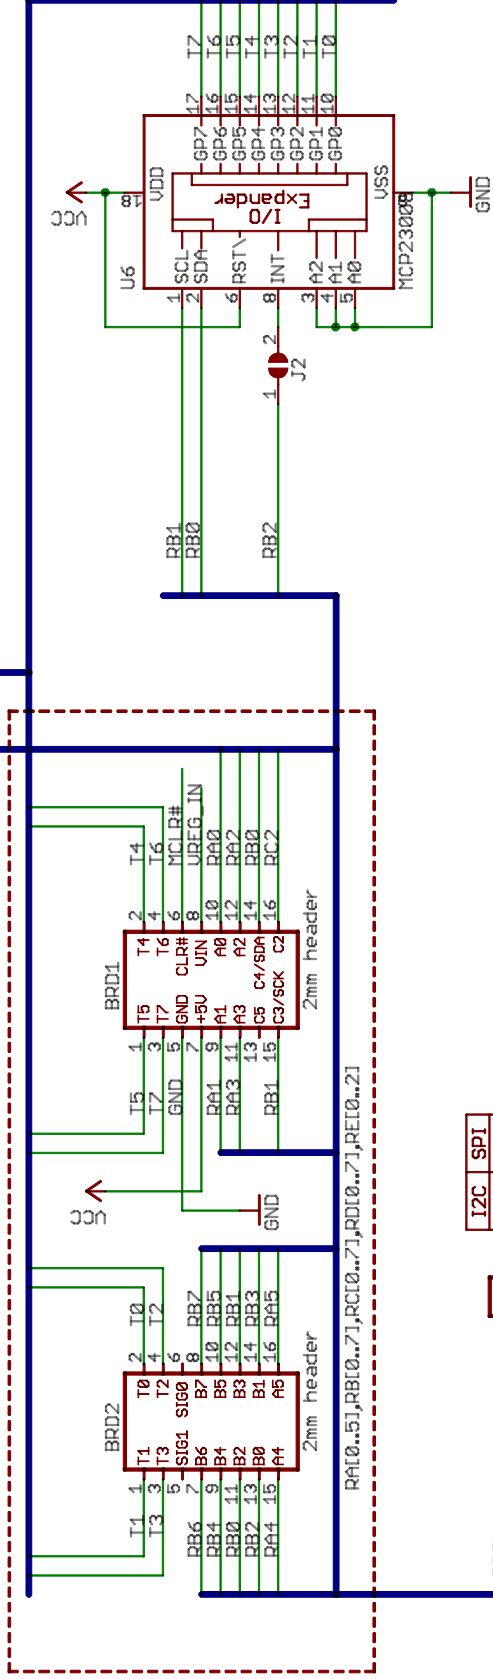 T7
T6
T5
T4
T3
T2
T1
T0
17
16
15
14
13
12
11
10
GP7
GP6
GP5
GP4
GP3
GP2
GP1
GP0
VCC
18
VDD
I/O
Expander
VSS
9
GND
U6
SCL
SDA
RST\
INT
A2
A1
A0
MCP23008
1
2
6
8
3
4
5
2
J2
1
RB1
RB0
RB2
T4
T6
MCLR#
VREG_IN
RA0
RA2
RB0
RC2
2
4
6
8
10
12
14
16
BRD1
T4
T6
CLR#
VIN
A0
A2
C4/SDA
C2
2mm header
T5
T7
GND
+5V
A1
A3
C5
C3/SCK
1
3
5
7
9
11
13
15
T5
T7
GND
RA1
RA3
RB1
VCC
GND
I2C
SPI
T0
T2
RB7
RB5
RB1
RB3
RA5
2
4
6
8
10
12
14
16
BRD2
T0
T2
SIG0
B7
B5
B3
B1
A5
2mm header
T1
T3
SIG1
B6
B4
B2
B0
A4
1
3
5
7
9
11
13
15
T1
T3
RB6
RB4
RB0
RB2
RA4
RA[0..5],RB[0..7],RC[0..7],RD[0..7],RE[0..2]